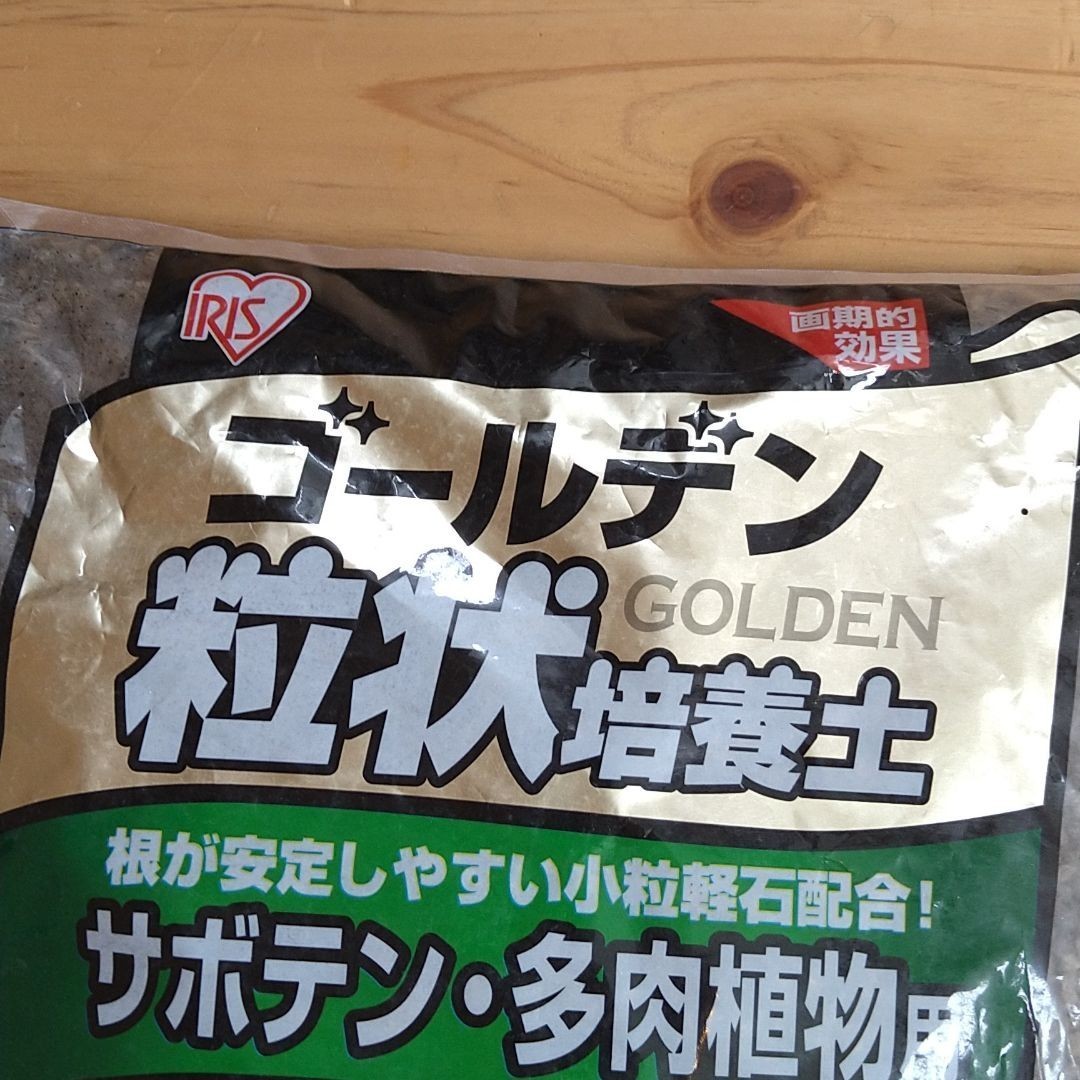 IRIS
画期的
効果
ゴールデン
GOLDEN
粒状培養土
根が安定しやすい小粒軽石配合!
サボテン・多肉植物用